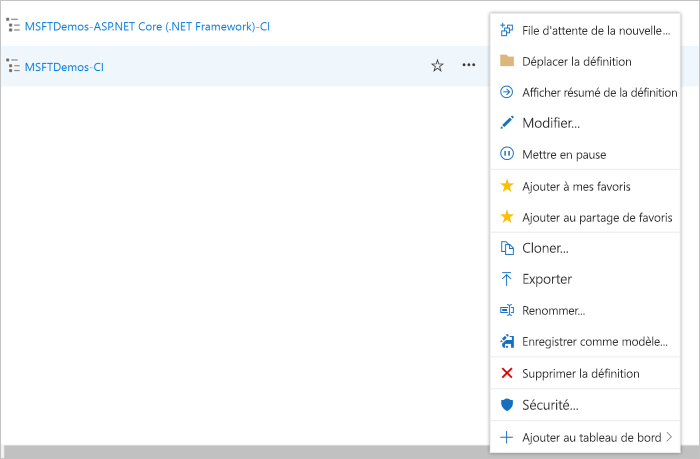 MSFTDemos-ASP.NET Core (.NET Framework)-CI
MSFTDemos-CI
File d'attente de la nouvelle...
Déplacer la définition
Afficher résumé de la définition
Modifier...
Mettre en pause
Ajouter à mes favoris
Ajouter au partage de favoris
Cloner...
Exporter
Renommer...
Enregistrer comme modèle...
Supprimer la définition
Sécurité...
Ajouter au tableau de bord